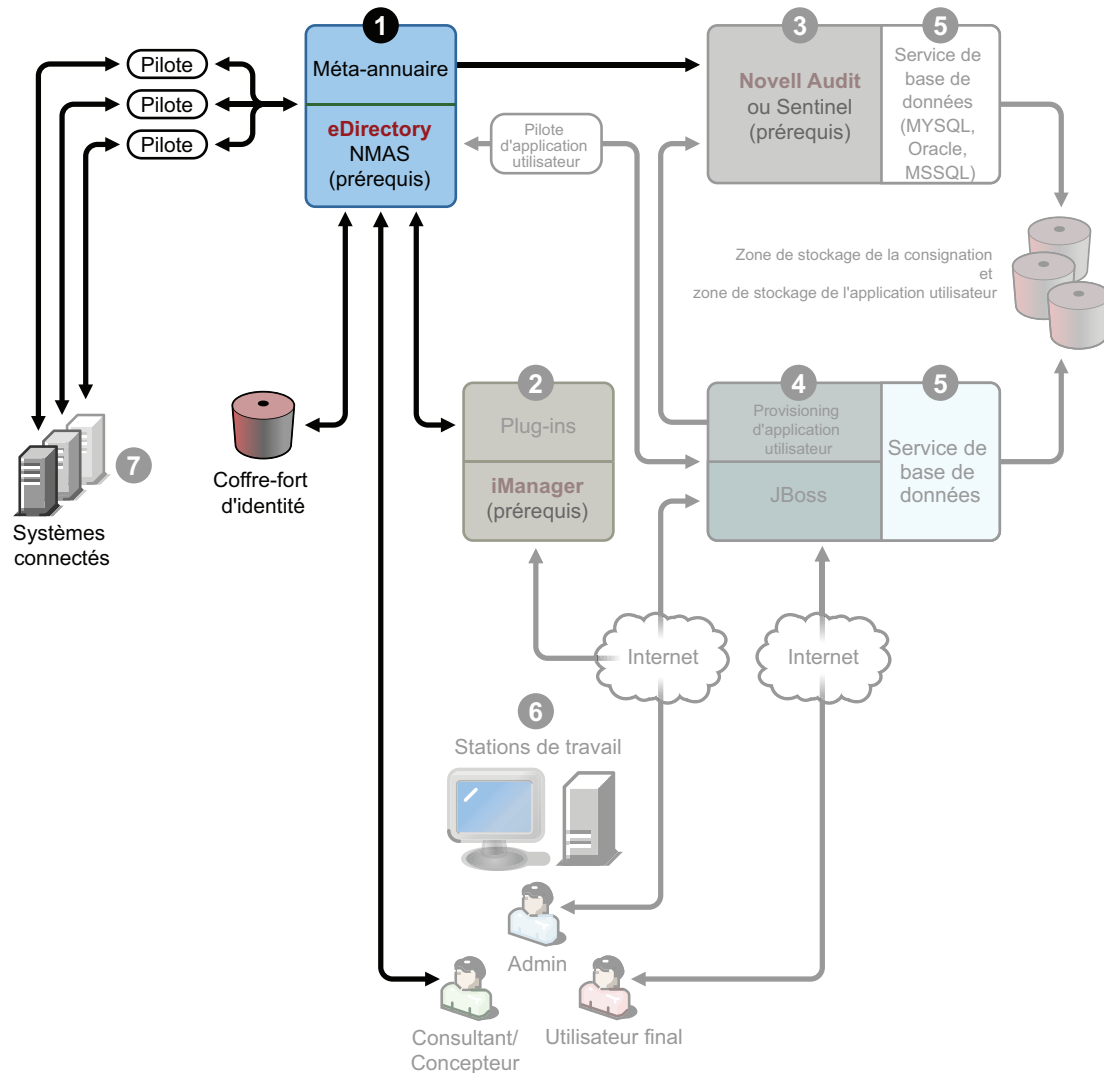 1
Méta-annuaire
eDirectory
NMAS
(prérequis)
Pilote
Pilote
Pilote
Pilote
d'application
utilisateur
3
Novell Audit
ou Sentinel
(prérequis)
5
Service de
base de
données
(MYSQL,
Oracle,
MSSQL)
Zone de stockage de la consignation
et
zone de stockage de l'application utilisateur
2
Plug-ins
iManager
(prérequis)
4
Provisioning
d'application
utilisateur
JBoss
5
Service de
base de
données
7
Systèmes
connectés
Coffre-fort
d'identité
Internet
Internet
6
Stations de travail
Admin
Consultant/
Concepteur
Utilisateur final